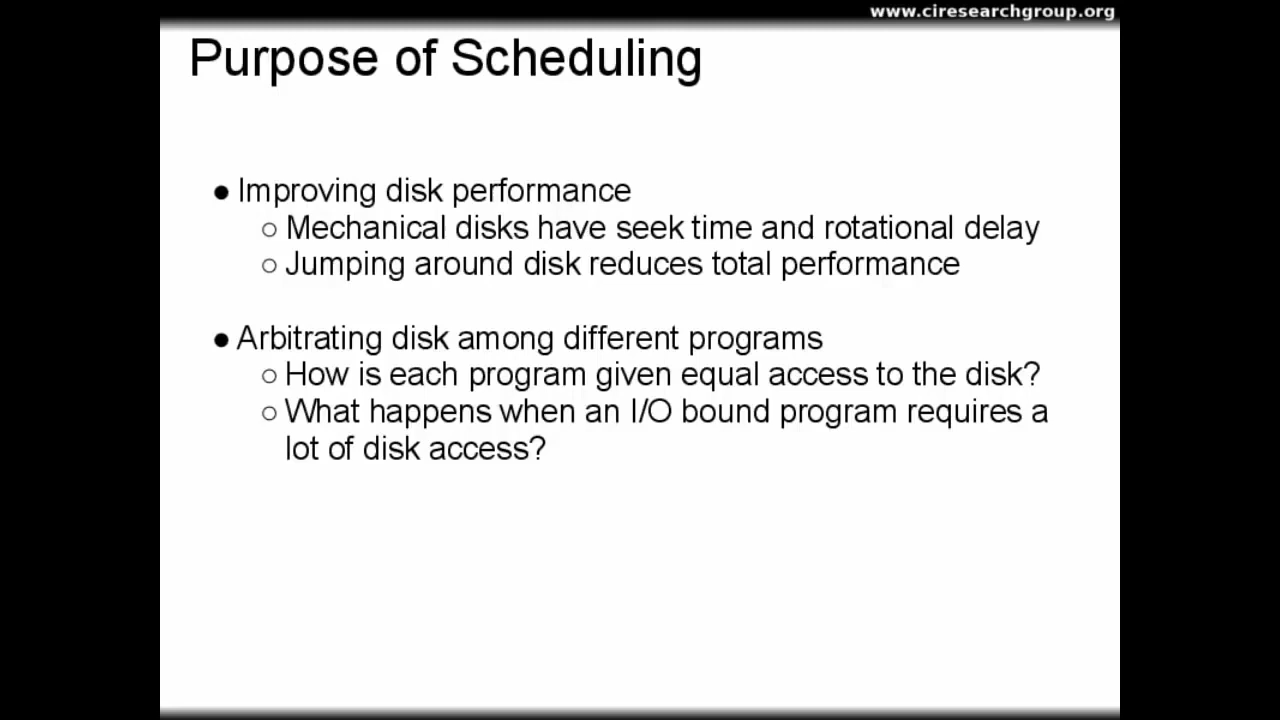 www.ciresearchgroup.org
Purpose of Scheduling
● Improving disk performance
○ Mechanical disks have seek time and rotational delay
○ Jumping around disk reduces total performance
● Arbitrating disk among different programs
○ How is each program given equal access to the disk?
○ What happens when an I/O bound program requires a
lot of disk access?